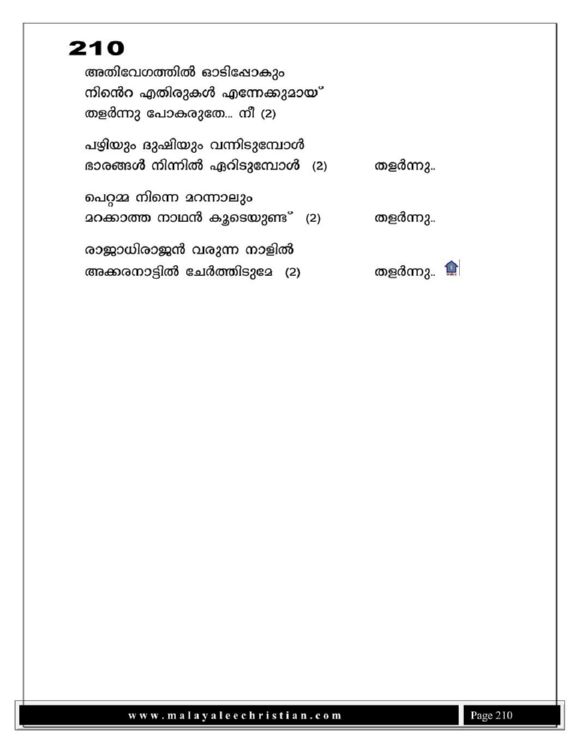 210
അതിവേഗത്തിൽ ഓടിപ്പോകും
നിൻെറ എതിരുകൾ എന്നേക്കുമായ്
തളർന്നു പോകരുതേ... നീ (2)
പഴിയും ദുഷിയും വന്നിടുമ്പോൾ
ഭാരങ്ങൾ നിന്നിൽ ഏറിടുമ്പോൾ (2) തളർന്നു..
പെറ്റമ്മ നിന്നെ മറന്നാലും
മറക്കാത്ത നാഥൻ കൂടെയുണ്ട് (2) തളർന്നു..
രാജാധിരാജൻ വരുന്ന നാളിൽ
അക്കരനാട്ടിൽ ചേർത്തിടുമേ (2) തളർന്നു..
www.malayaleechristian.com Page 210